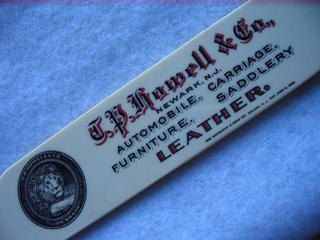 T.P. Howell & Co.,
NEWARK, N.J.
AUTOMOBILE, CARRIAGE,
FURNITURE, SADDLERY
LEATHER.